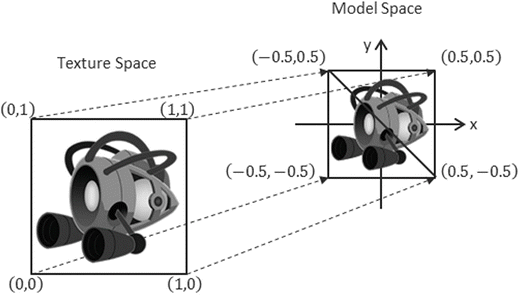 Model Space
y
(−0.5,0.5)
(0.5,0.5)
Texture Space
(0,1)
(1,1)
x
(−0.5, −0.5)
(0.5, −0.5)
(0,0)
(1,0)